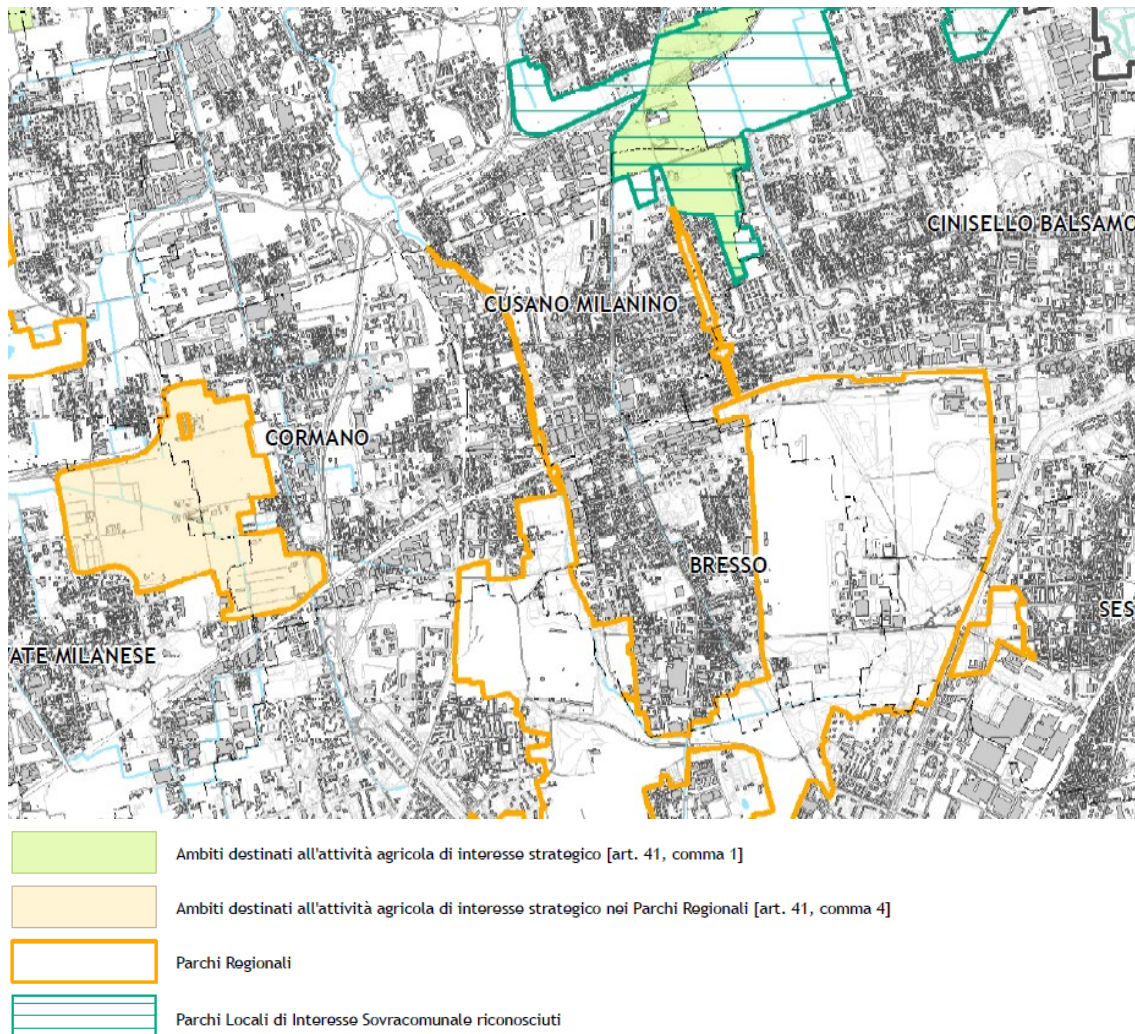 CINISELLO BALSAMO
CUSANO MILANINO
CORMANO
BRESSO
SES
VATE MILANESE
Ambiti destinati all'attività agricola di interesse strategico [art. 41, comma 1]
Ambiti destinati all'attività agricola di interesse strategico nei Parchi Regionali [art. 41, comma 4]
Parchi Regionali
Parchi Locali di Interesse Sovracomunale riconosciuti